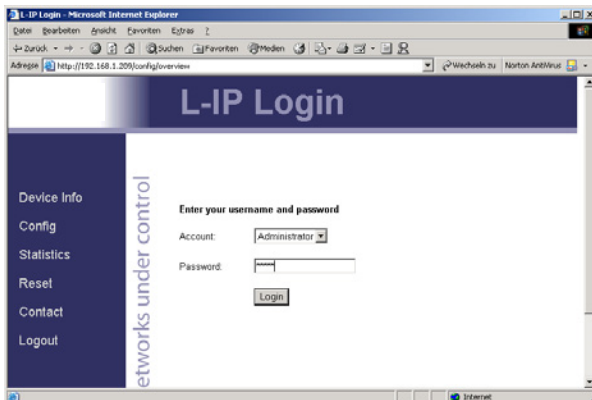 L-IP Login - Microsoft Internet Explorer
Datei Bearbeiten Ansicht Favoriten Extras ?
Zurück Suchen Favoriten Medien
Adresse http://192.168.1.209/config/overview Wechseln zu Norton AntiVirus
L-IP Login
Device Info
Config
Statistics
Reset
Contact
Logout
etworks under control
Enter your username and password
Account: Administrator
Password:
Login
Internet